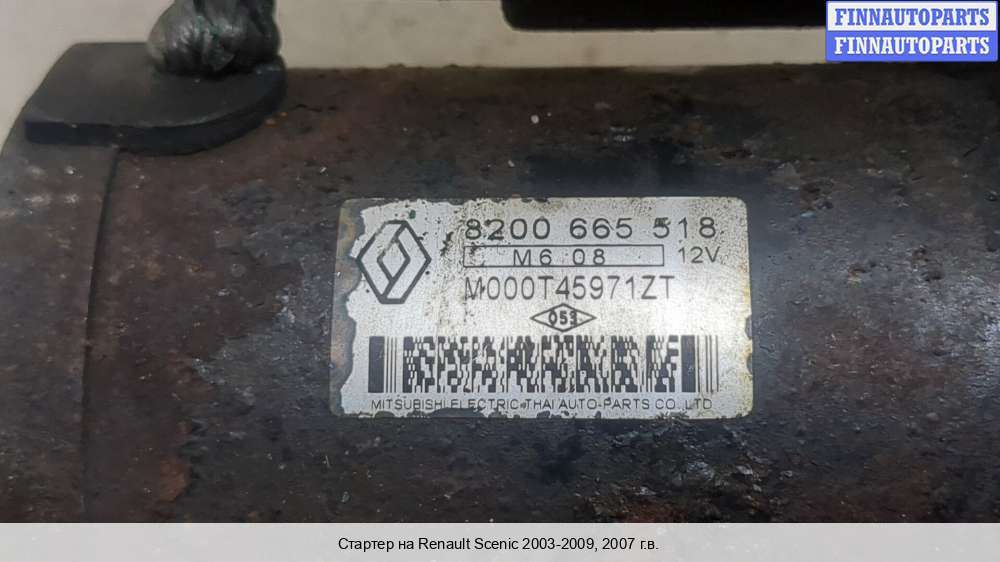 FINNAUTOPARTS
FINNAUTOPARTS
8200 665 518
M6 08 12V
M000T45971ZT
053
MITSUBISHI ELECTRIC THAI AUTO-PARTS CO. LTD
Стартер на Renault Scenic 2003-2009, 2007 г.в.